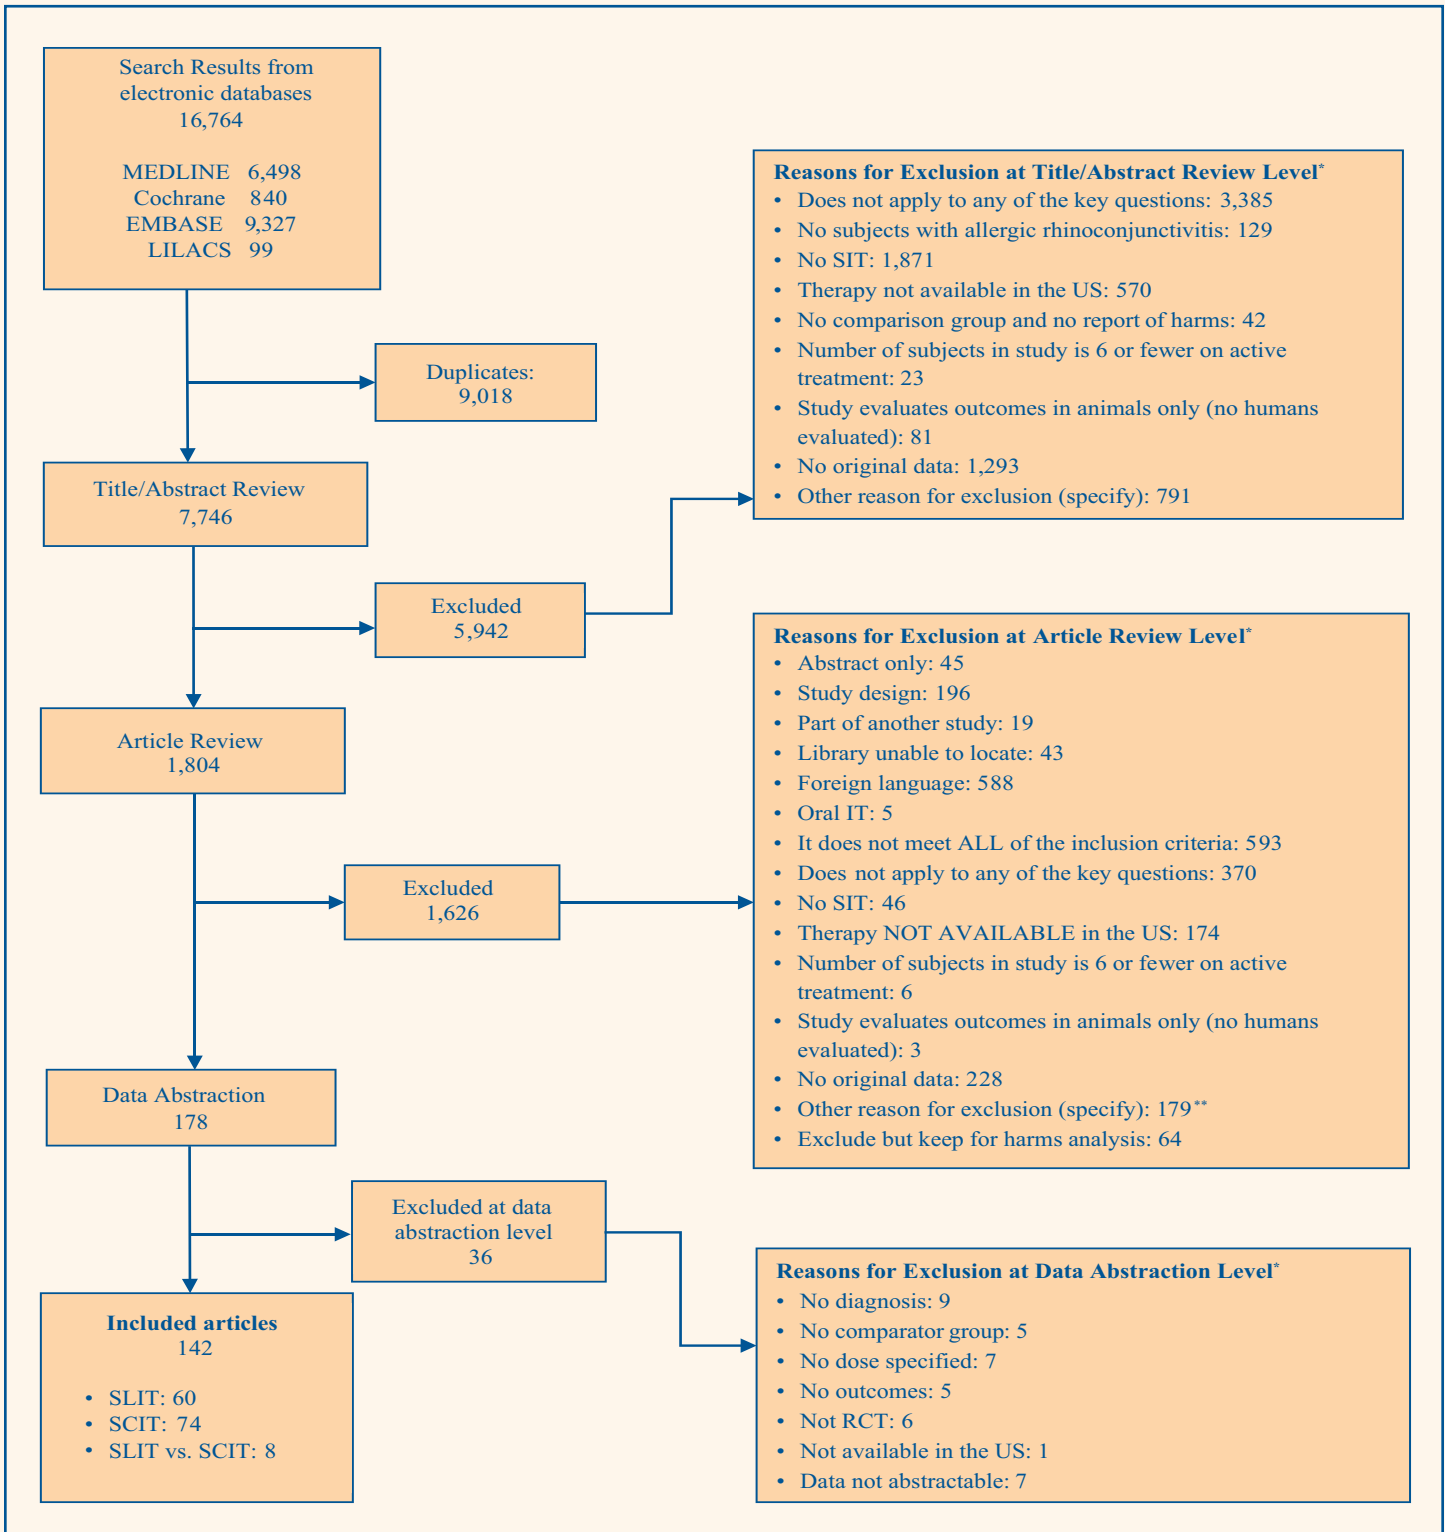 Search Results from
electronic databases
16,764
MEDLINE 6,498
Cochrane 840
EMBASE 9,327
LILACS 99
Duplicates:
9,018
Title/Abstract Review
7,746
Excluded
5,942
Reasons for Exclusion at Title/Abstract Review Level*
• Does not apply to any of the key questions: 3,385
• No subjects with allergic rhinoconjunctivitis: 129
• No SIT: 1,871
• Therapy not available in the US: 570
• No comparison group and no report of harms: 42
• Number of subjects in study is 6 or fewer on active
treatment: 23
• Study evaluates outcomes in animals only (no humans
evaluated): 81
• No original data: 1,293
• Other reason for exclusion (specify): 791
Article Review
1,804
Excluded
1,626
Reasons for Exclusion at Article Review Level*
• Abstract only: 45
• Study design: 196
• Part of another study: 19
• Library unable to locate: 43
• Foreign language: 588
• Oral IT: 5
• It does not meet ALL of the inclusion criteria: 593
• Does not apply to any of the key questions: 370
• No SIT: 46
• Therapy NOT AVAILABLE in the US: 174
• Number of subjects in study is 6 or fewer on active
treatment: 6
• Study evaluates outcomes in animals only (no humans
evaluated): 3
• No original data: 228
• Other reason for exclusion (specify): 179**
• Exclude but keep for harms analysis: 64
Data Abstraction
178
Excluded at data
abstraction level
36
Reasons for Exclusion at Data Abstraction Level*
• No diagnosis: 9
• No comparator group: 5
• No dose specified: 7
• No outcomes: 5
• Not RCT: 6
• Not available in the US: 1
• Data not abstractable: 7
Included articles
142
• SLIT: 60
• SCIT: 74
• SLIT vs. SCIT: 8